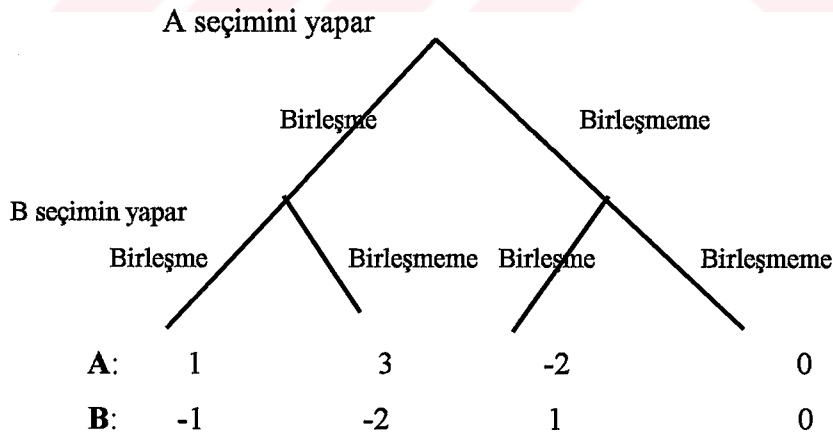 A seçimini yapar
Birleşme Birleşmeme
B seçimin yapar
Birleşme Birleşmeme Birleşme Birleşmeme
A: 1 3 -2 0
B: -1 -2 1 0